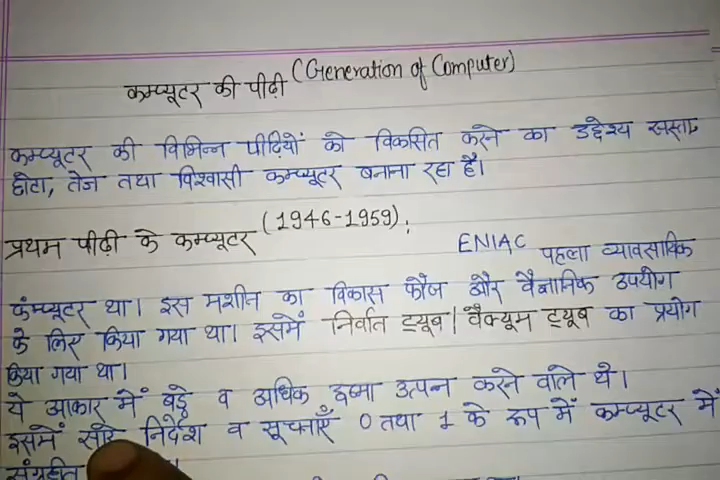 कम्प्यूटर की पीढ़ी (Generation of Computer)
कम्प्यूटर की विभिन्न पीढ़ियों को विकसित करने का उद्देश्य सस्ता,
छोटा, तेज तथा विश्वासी कम्प्यूटर बनाना रहा है।
प्रथम पीढ़ी के कम्प्यूटर (1946-1959):
ENIAC पहला व्यावसायिक
कंप्यूटर था। इस मशीन का विकास फौज और वैज्ञानिक उपयोग
के लिए किया गया था। इसमें निर्वात ट्यूब/वैक्यूम ट्यूब का प्रयोग
किया गया था।
ये आकार में बड़े व अधिक ऊष्मा उत्पन्न करने वाले थे।
इसमें सारे निर्देश व सूचनाएँ 0 तथा 1 के रूप में कम्प्यूटर में
संग्रहीत